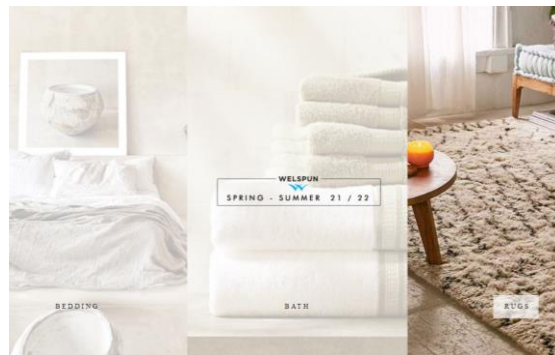 WELSPUN
SPRING - SUMMER 21 / 22
BEDDING
BATH
RUGS